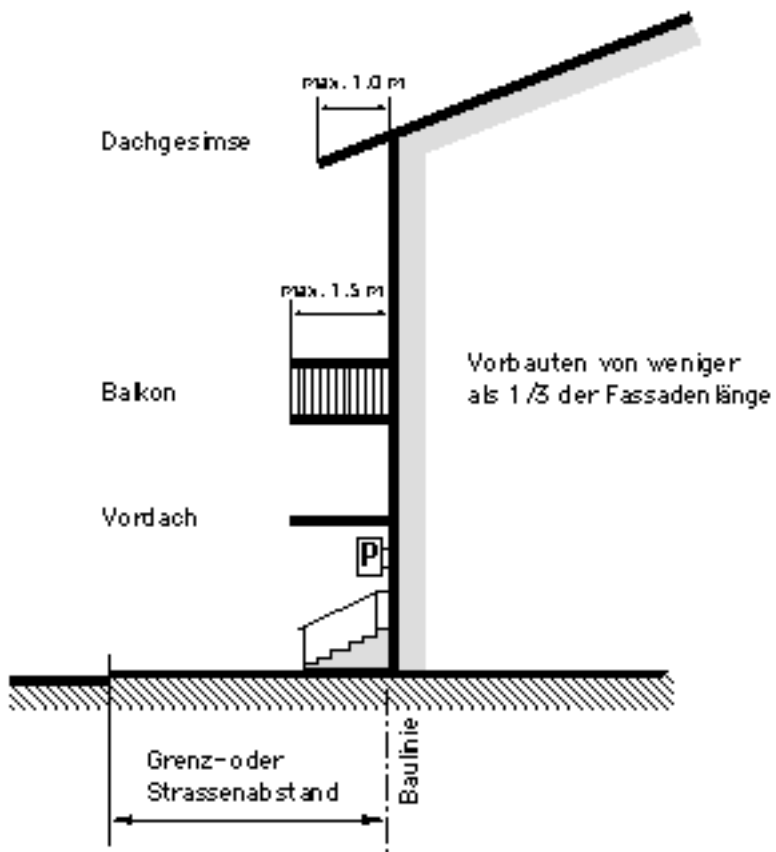 max. 1.0 m
Dachgesimse
max. 1.5 m
Balkon
Vorbauten von weniger
als 1/3 der Fassadenlänge
Vordach
P
Grenz-oder
Strassenabstand
Baulinie